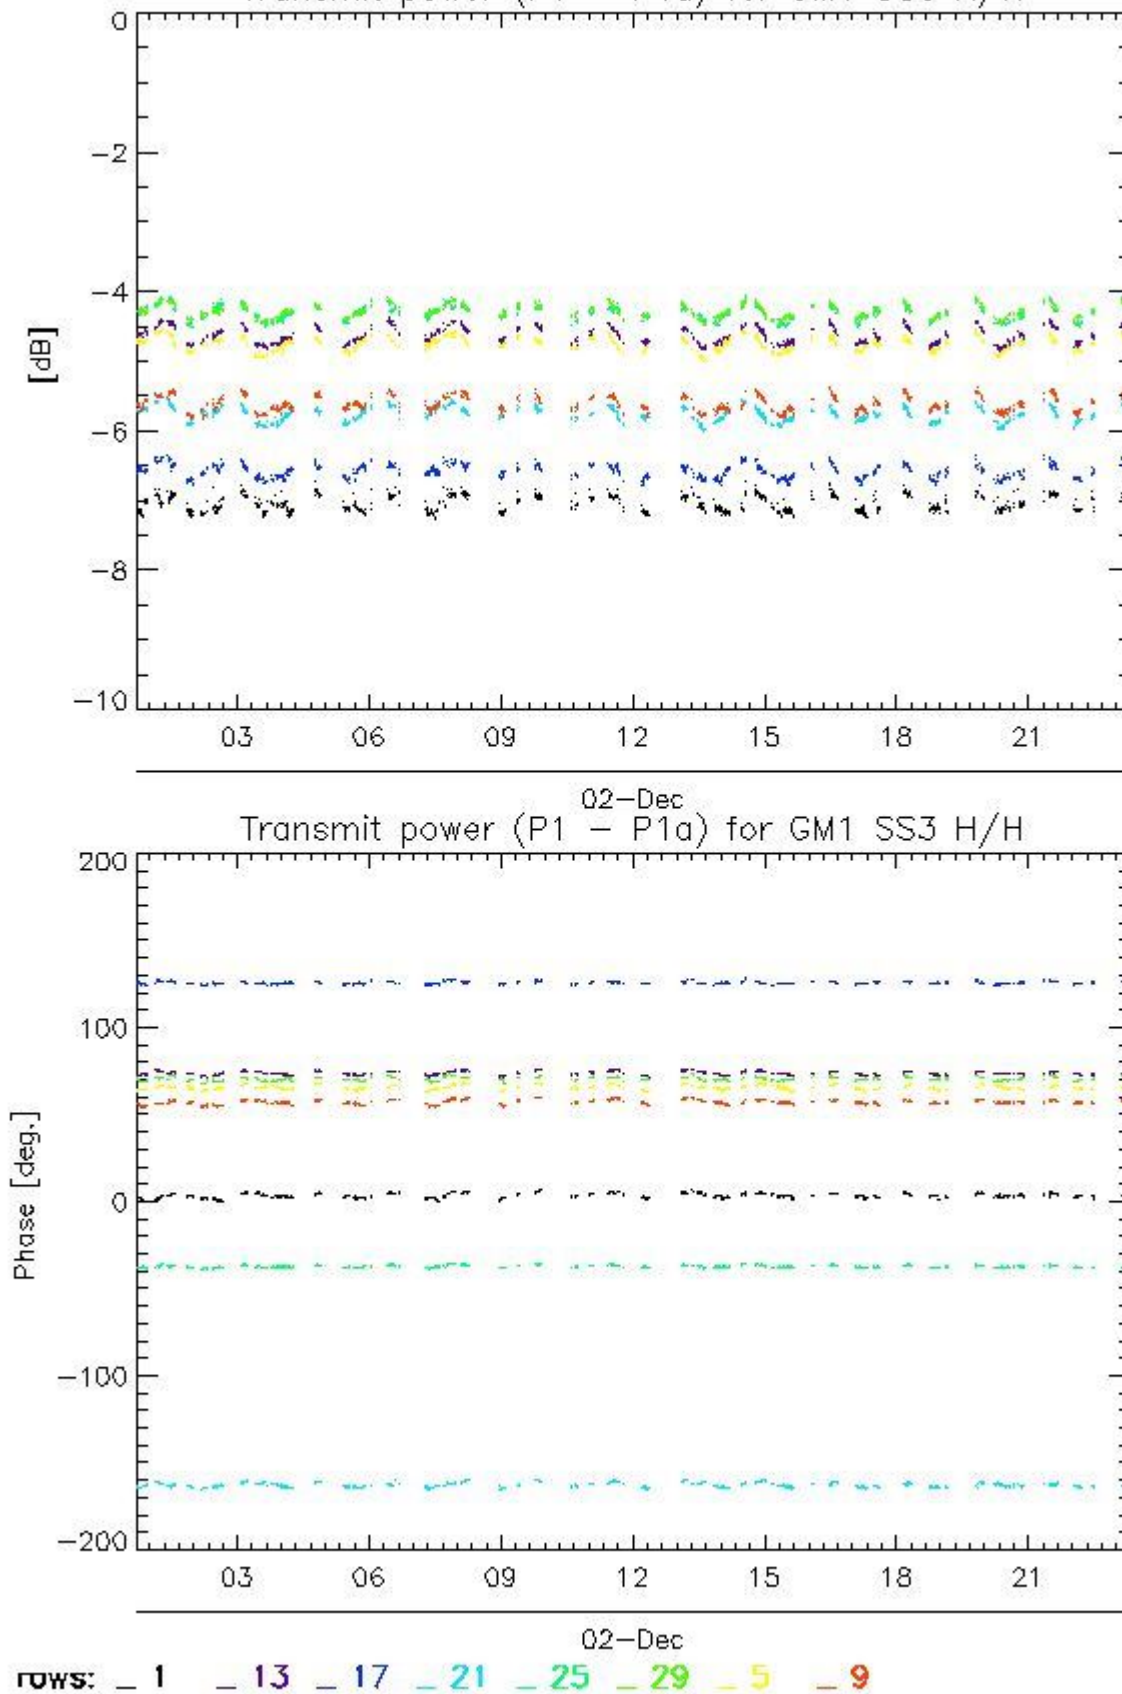 0
-2
-4
[dB]
-6
-8
-10
03 06 09 12 15 18 21
02-Dec
Transmit power (P1 - P1a) for GM1 SS3 H/H
200
100
Phase [deg.]
0
-100
-200
03 06 09 12 15 18 21
02-Dec
rows: _ 1 _ 13 _ 17 _ 21 _ 25 _ 29 _ 5 _ 9